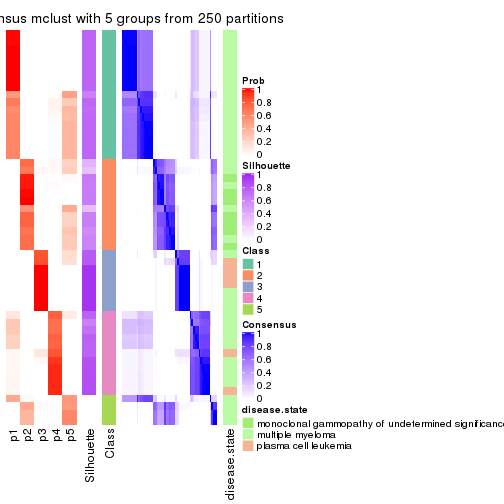 nsus mclust with 5 groups from 250 partitions
Prob
1
0.8
0.6
0.4
0.2
0
Silhouette
1
0.8
0.6
0.4
0.2
0
Class
1
2
3
4
5
Consensus
1
0.8
0.6
0.4
0.2
0
disease.state
monoclonal gammopathy of undetermined significance
multiple myeloma
plasma cell leukemia
p1
p2
p3
p4
p5
Silhouette
Class
disease.state